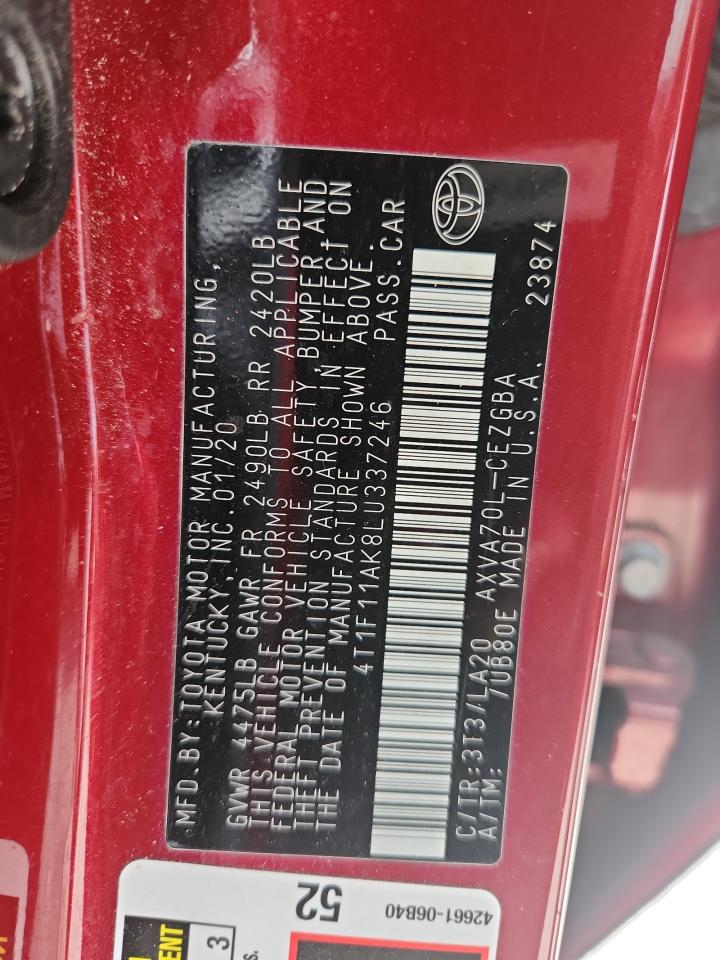 MFD.BY:TOYOTA MOTOR MANUFACTURING,
KENTUCKY,INC.01/20
GVWR 4475LB GAWR FR 2490LB RR 2420LB
THIS VEHICLE CONFORMS TO ALL APPLICABLE
FEDERAL MOTOR VEHICLE SAFETY,BUMPER,AND
THEFT PREVENTION STANDARDS IN EFFECT ON
THE DATE OF MANUFACTURE SHOWN ABOVE.
4T1F11AK8LU337246 PASS.CAR
C/TR:3T3/LA20 AXVA70L-CEZGBA
A/TM: /UB80E MADE IN U.S.A. 23874
52
42661-06B40
3